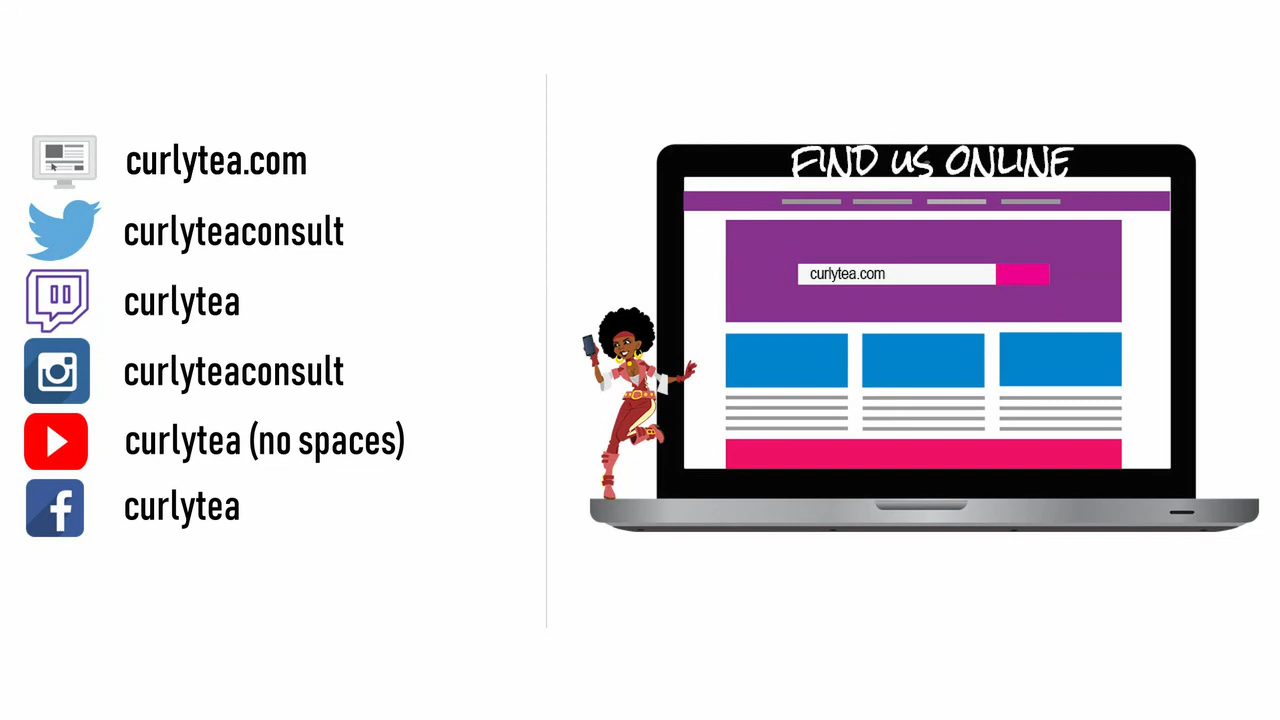 curlytea.com
curlyteaconsult
curlytea
curlyteaconsult
curlytea (no spaces)
curlytea
FIND US ONLINE
curlytea.com